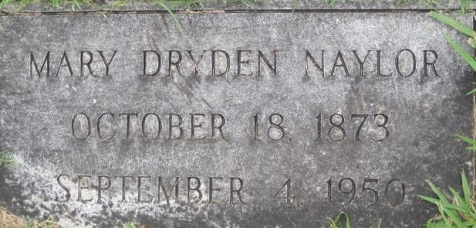 MARY DRYDEN NAYLOR
OCTOBER 18, 1873
SEPTEMBER 4, 1950